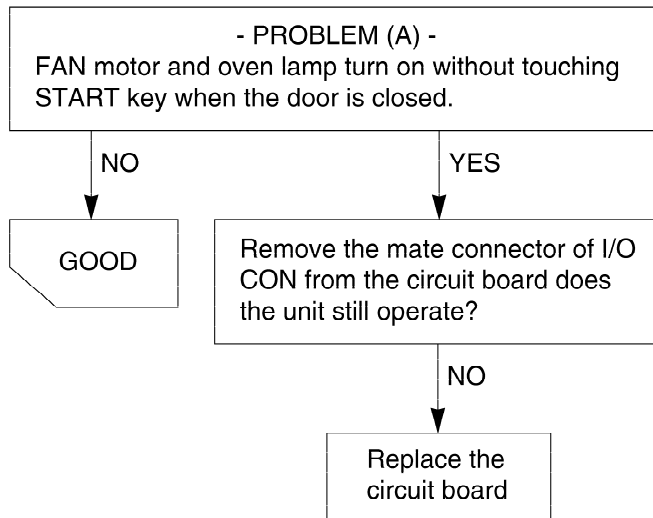 - PROBLEM (A) -
FAN motor and oven lamp turn on without touching
START key when the door is closed.
NO
YES
GOOD
Remove the mate connector of I/O
CON from the circuit board does
the unit still operate?
NO
Replace the
circuit board